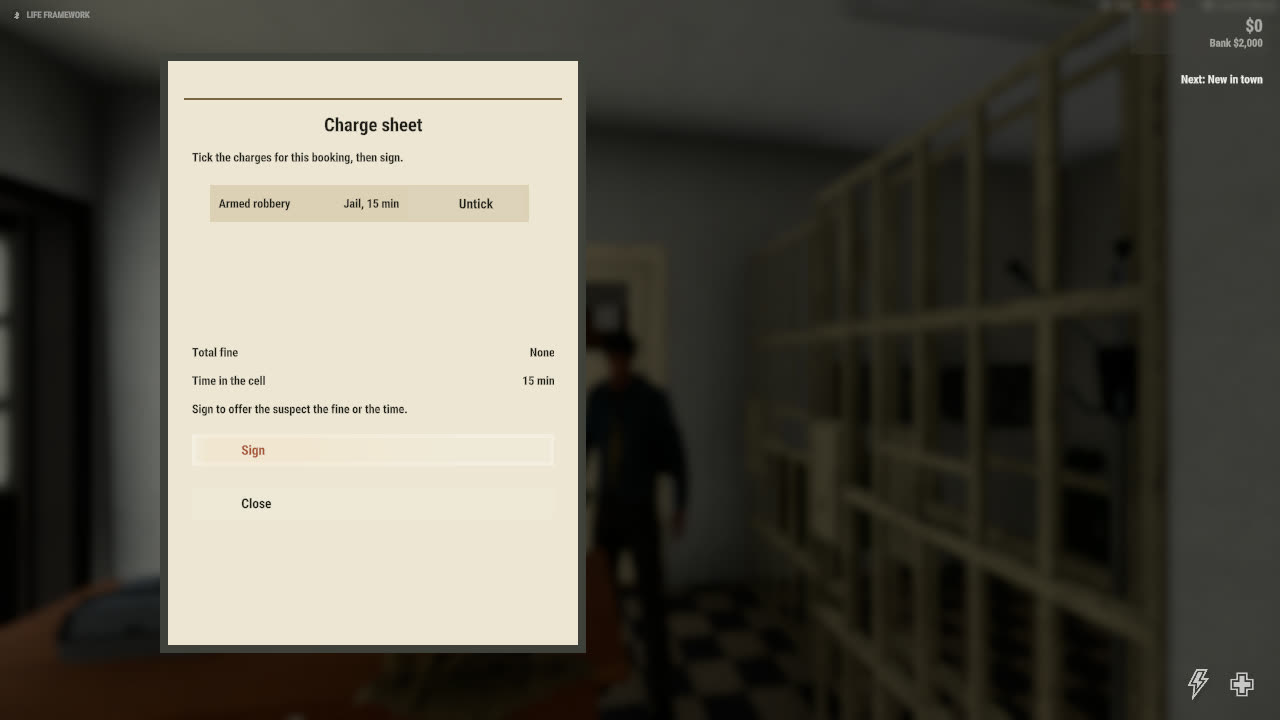 LIFE FRAMEWORK
$0
Bank $2,000
Next: New in town
Charge sheet
Tick the charges for this booking, then sign.
Armed robbery Jail, 15 min Untick
Total fine None
Time in the cell 15 min
Sign to offer the suspect the fine or the time.
Sign
Close